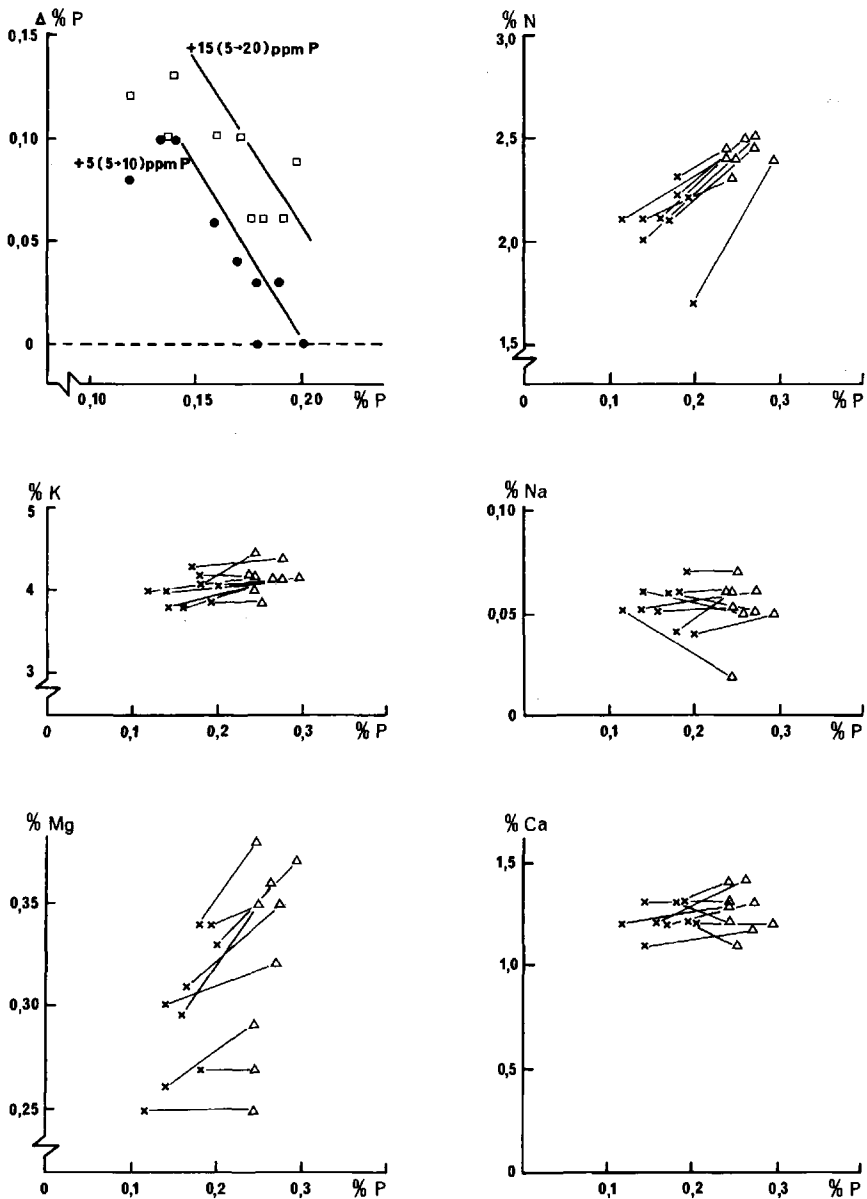 Δ % P
0,15
+15(5→20)ppm P
0,10
+5(5→10)ppm P
0,05
0
0,10 0,15 0,20 % P
% N
3,0
2,5
2,0
1,5
0 0,1 0,2 0,3 % P
% K
5
4
3
0 0,1 0,2 0,3 % P
% Na
0,10
0,05
0
0,1 0,2 0,3 % P
% Mg
0,35
0,30
0,25
0 0,1 0,2 0,3 % P
% Ca
1,5
1,0
0,5
0
0,1 0,2 0,3 % P